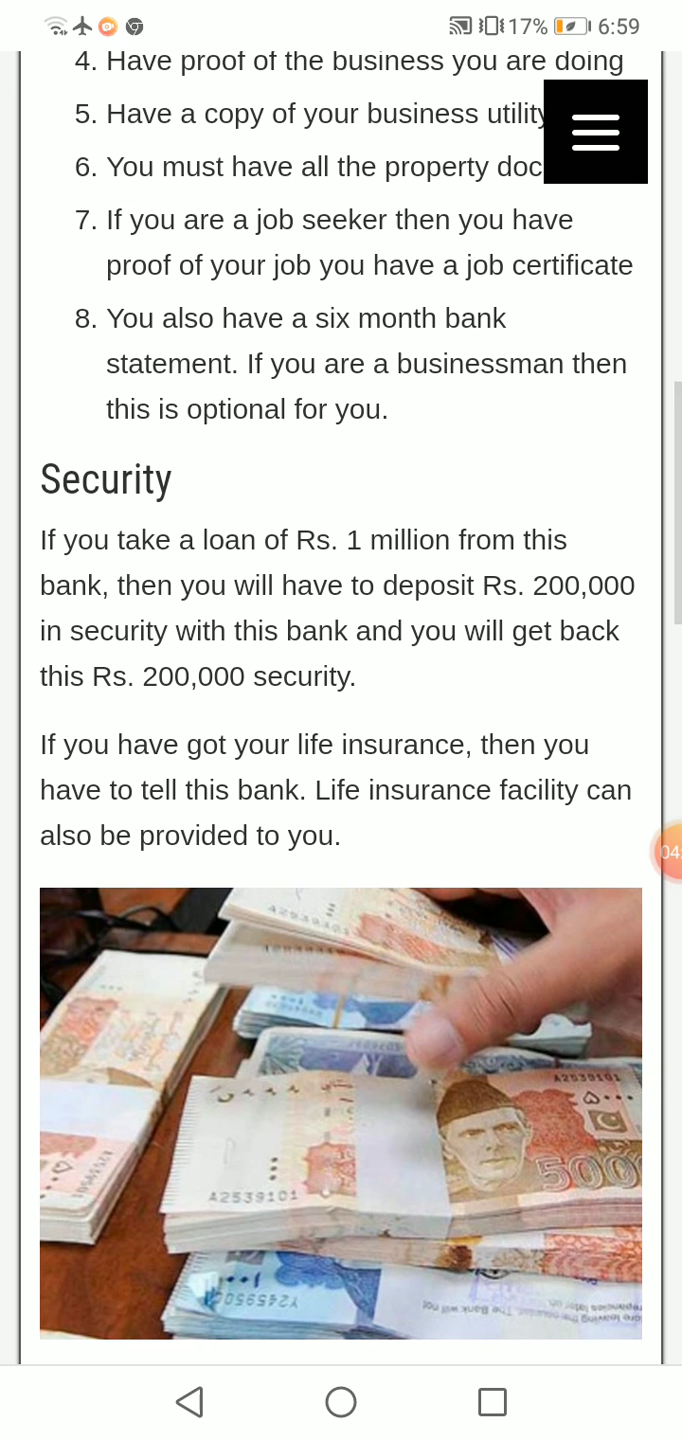 17% 6:59
4. Have proof of the business you are doing
5. Have a copy of your business utility
6. You must have all the property doc
7. If you are a job seeker then you have
proof of your job you have a job certificate
8. You also have a six month bank
statement. If you are a businessman then
this is optional for you.
Security
If you take a loan of Rs. 1 million from this
bank, then you will have to deposit Rs. 200,000
in security with this bank and you will get back
this Rs. 200,000 security.
If you have got your life insurance, then you
have to tell this bank. Life insurance facility can
also be provided to you.
04
A2539101
۵۰۰۰
5000
A2539101